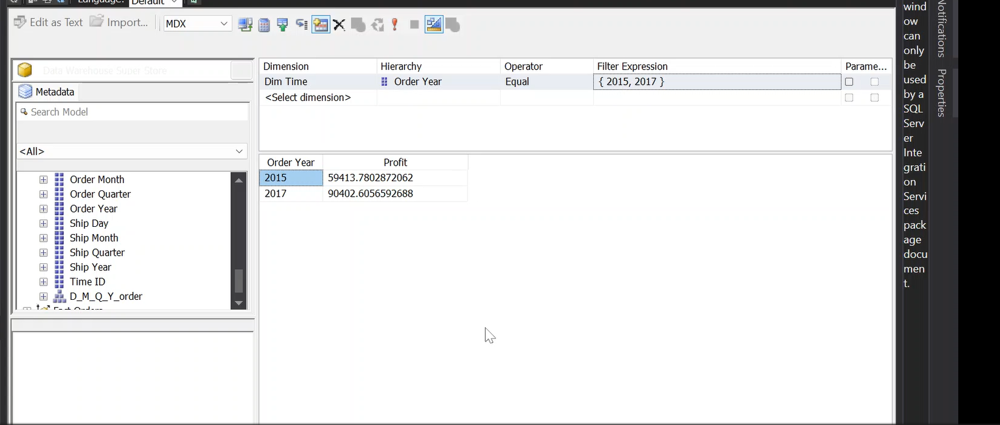 Language: Default
Edit as Text Import... MDX
Data Warehouse Super Store
Metadata
Search Model
<All>
Order Month
Order Quarter
Order Year
Ship Day
Ship Month
Ship Quarter
Ship Year
Time ID
D_M_Q_Y_order
Fact Orders
Dimension Hierarchy Operator Filter Expression Parame...
Dim Time Order Year Equal { 2015, 2017 }
<Select dimension>
Order Year Profit
2015 59413.7802872062
2017 90402.6056592688
wind
ow
can
only
be
used
by a
SQL
Serv
er
Inte
grati
on
Servi
ces
pack
age
docu
men
t.
Notifications
Properties